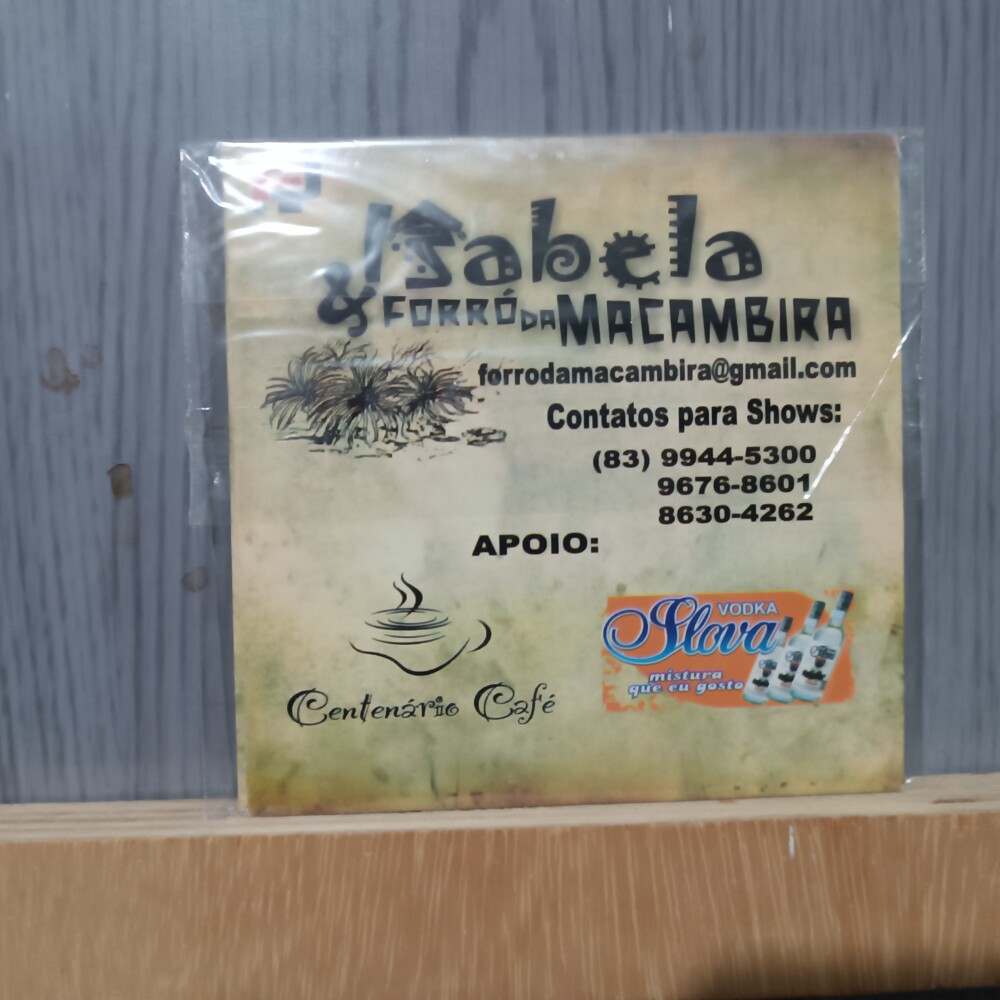 Isabela
& FORRÓ DA MACAMBIRA
forrodamacambira@gmail.com
Contatos para Shows:
(83) 9944-5300
9676-8601
8630-4262
APOIO:
Centenário Café
VODKA
Slova
mistura
que eu gosto